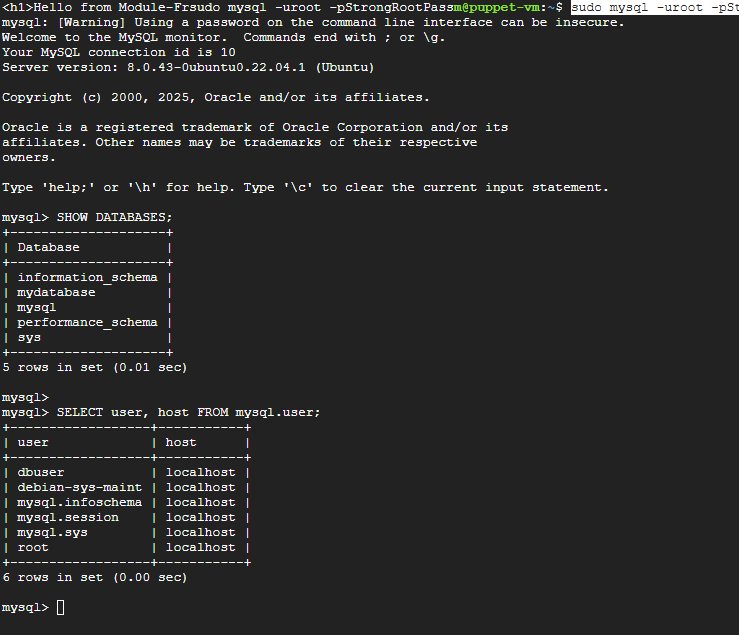 <h1>Hello from Module-Frsudo mysql -uroot -pStrongRootPassm@puppet-vm:~$ sudo mysql -uroot -pSt
mysql: [Warning] Using a password on the command line interface can be insecure.
Welcome to the MySQL monitor.  Commands end with ; or \g.
Your MySQL connection id is 10
Server version: 8.0.43-0ubuntu0.22.04.1 (Ubuntu)
Copyright (c) 2000, 2025, Oracle and/or its affiliates.
Oracle is a registered trademark of Oracle Corporation and/or its
affiliates. Other names may be trademarks of their respective
owners.
Type 'help;' or '\h' for help. Type '\c' to clear the current input statement.
mysql> SHOW DATABASES;
+--------------------+
| Database           |
+--------------------+
| information_schema |
| mydatabase         |
| mysql              |
| performance_schema |
| sys                |
+--------------------+
5 rows in set (0.01 sec)
mysql>
mysql> SELECT user, host FROM mysql.user;
+------------------+-----------+
| user             | host      |
+------------------+-----------+
| dbuser           | localhost |
| debian-sys-maint | localhost |
| mysql.infoschema | localhost |
| mysql.session    | localhost |
| mysql.sys        | localhost |
| root             | localhost |
+------------------+-----------+
6 rows in set (0.00 sec)
mysql>